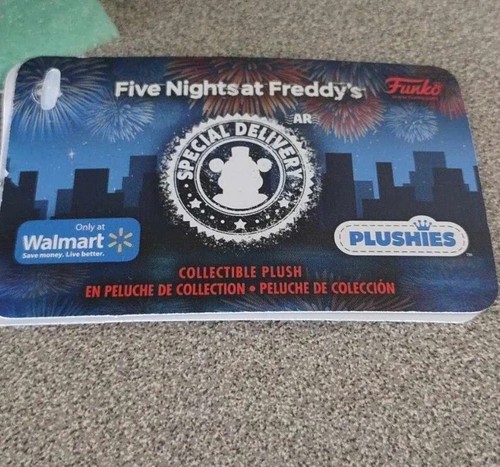 Five Nights at Freddy's
Funko
AR
SPECIAL DELIVERY
Only at
Walmart
Save money. Live better.
PLUSHIES
COLLECTIBLE PLUSH
EN PELUCHE DE COLLECTION • PELUCHE DE COLECCIÓN